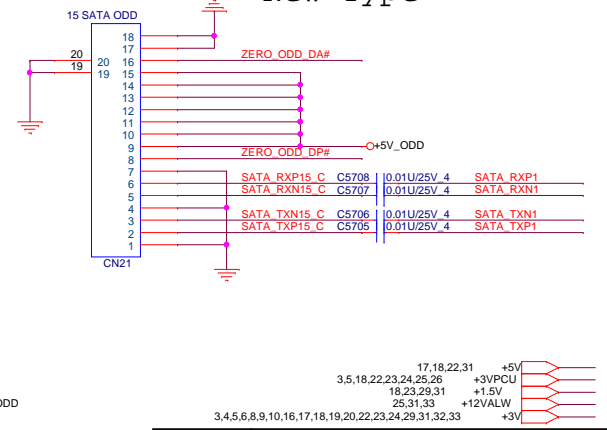 15 SATA ODD
18
17
20 20 16 ZERO_ODD_DA#
19 19 15
14
13
12
11
10
9 +5V_ODD
8 ZERO_ODD_DP#
7
6 SATA_RXP15_C C5708 0.01U/25V_4 SATA_RXP1
5 SATA_RXN15_C C5707 0.01U/25V_4 SATA_RXN1
4
3 SATA_TXN15_C C5706 0.01U/25V_4 SATA_TXN1
2 SATA_TXP15_C C5705 0.01U/25V_4 SATA_TXP1
1
CN21
17,18,22,31 +5V
3,5,18,22,23,24,25,26 +3VPCU
18,23,29,31 +1.5V
25,31,33 +12VALW
3,4,5,6,8,9,10,16,17,18,19,20,22,23,24,29,31,32,33 +3V